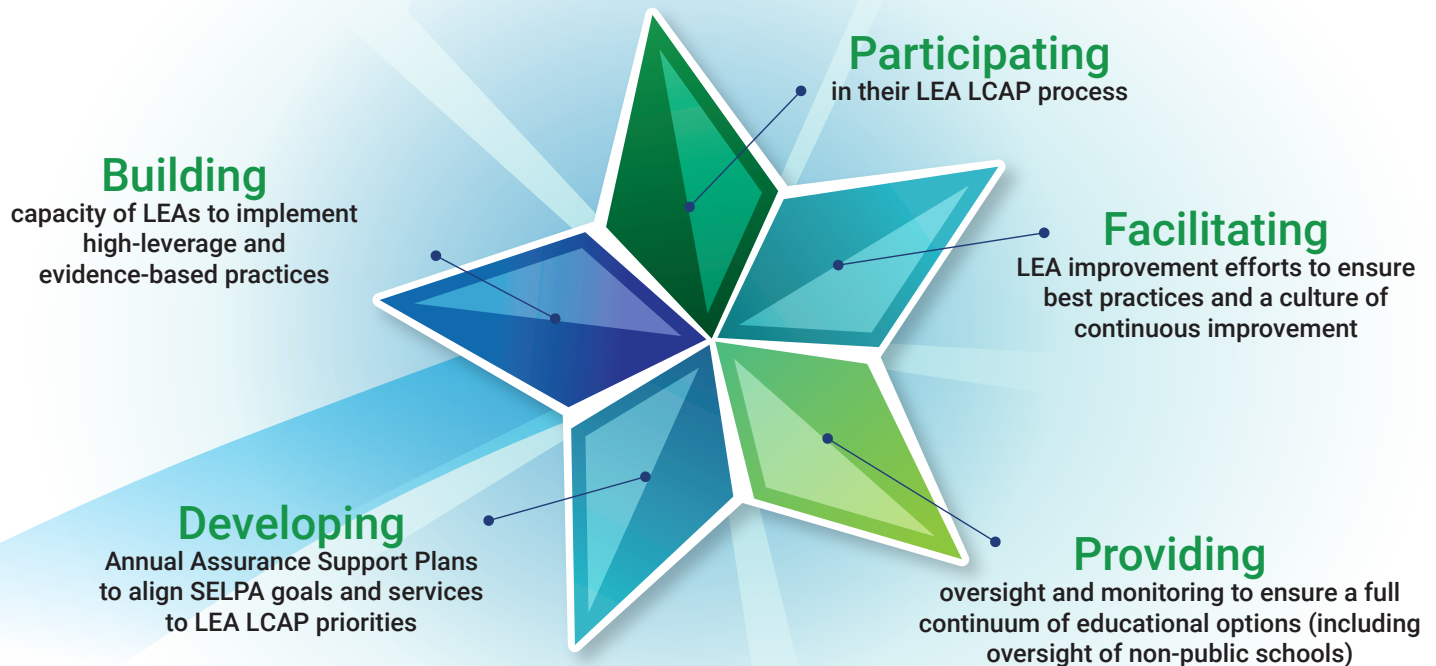 Participating
in their LEA LCAP process
Facilitating
LEA improvement efforts to ensure
best practices and a culture of
continuous improvement
Providing
oversight and monitoring to ensure a full
continuum of educational options (including
oversight of non-public schools)
Developing
Annual Assurance Support Plans
to align SELPA goals and services
to LEA LCAP priorities
Building
capacity of LEAs to implement
high-leverage and
evidence-based practices